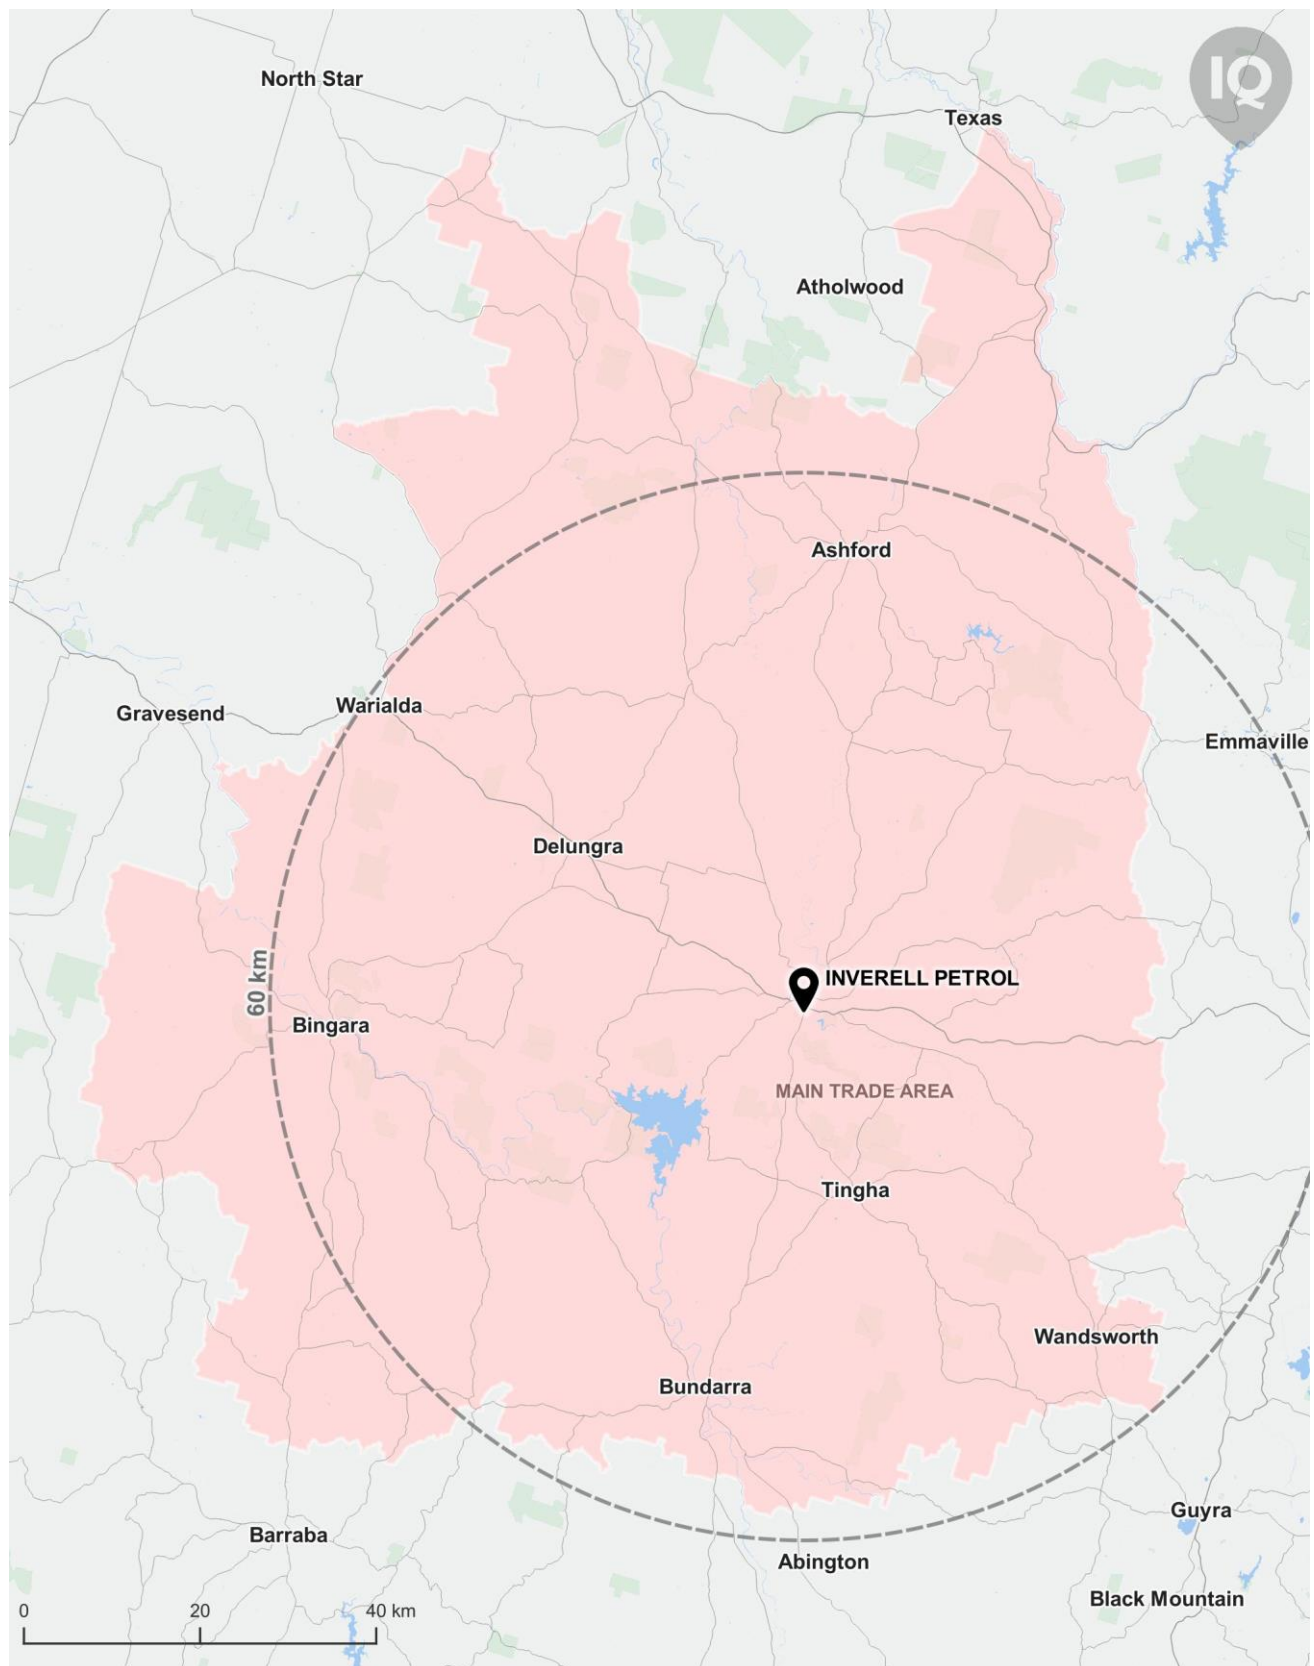 North Star
IQ
Texas
Atholwood
Ashford
Warialda
Gravesend
Emmaville
Delungra
60 km
INVERELL PETROL
Bingara
MAIN TRADE AREA
Tingha
Wandsworth
Bundarra
Guyra
Barraba
Abington
Black Mountain
0 20 40 km